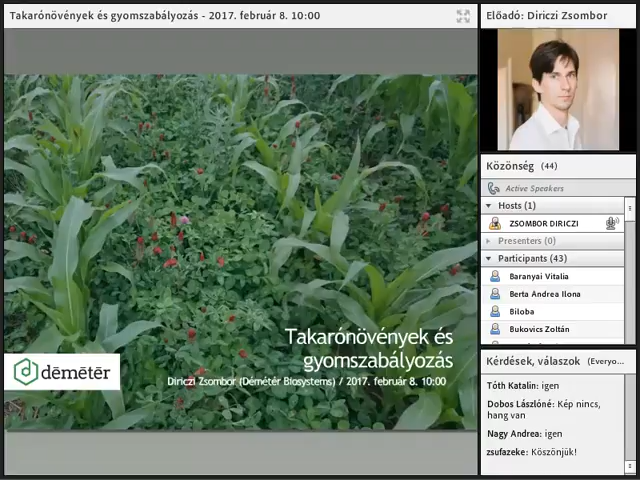 Takarónövények és gyomszabályozás - 2017. február 8. 10:00
Takarónövények és
gyomszabályozás
Diriczi Zsombor (Démétér Biosystems) / 2017. február 8. 10:00
dēmétēr
Előadó: Diriczi Zsombor
Közönség (44)
Active Speakers
Hosts (1)
ZSOMBOR DIRICZI
Presenters (0)
Participants (43)
Baranyai Vitalia
Berta Andrea Ilona
Biloba
Bukovics Zoltán
Kérdések, válaszok (Everyo...
Tóth Katalin: igen
Dobos Lászlóné: Kép nincs,
hang van
Nagy Andrea: igen
zsufazeke: Köszönjük!